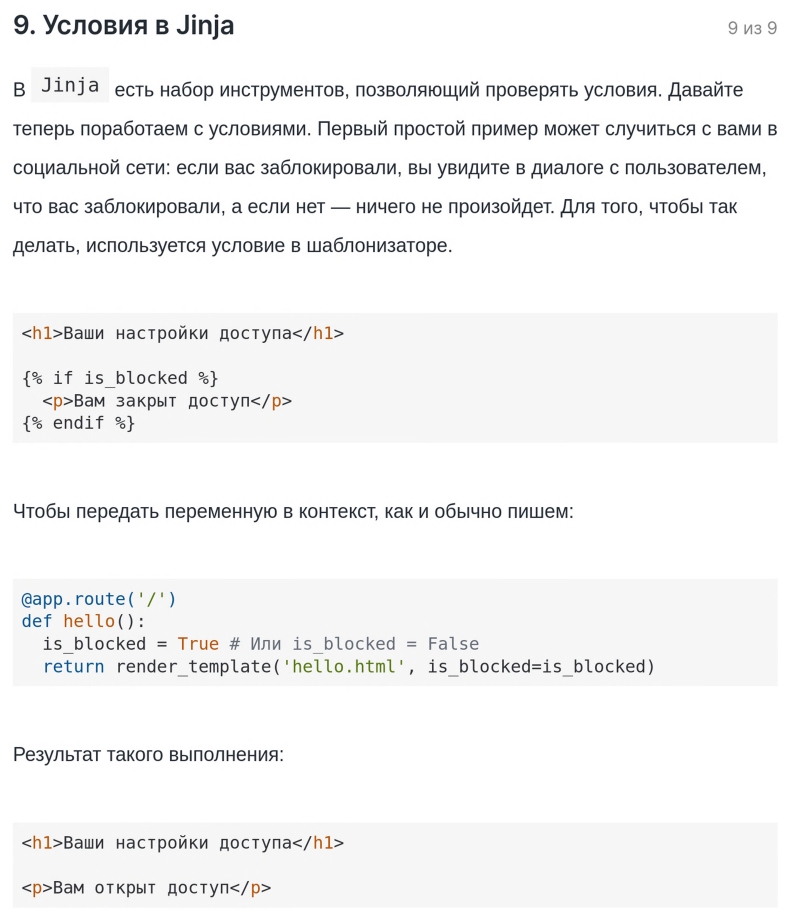 9. Условия в Jinja
9 из 9
В Jinja есть набор инструментов, позволяющий проверять условия. Давайте
теперь поработаем с условиями. Первый простой пример может случиться с вами в
социальной сети: если вас заблокировали, вы увидите в диалоге с пользователем,
что вас заблокировали, а если нет — ничего не произойдет. Для того, чтобы так
делать, используется условие в шаблонизаторе.
<h1>Ваши настройки доступа</h1>
{% if is_blocked %}
  <p>Вам закрыт доступ</p>
{% endif %}
Чтобы передать переменную в контекст, как и обычно пишем:
@app.route('/')
def hello():
  is_blocked = True # Или is_blocked = False
  return render_template('hello.html', is_blocked=is_blocked)
Результат такого выполнения:
<h1>Ваши настройки доступа</h1>
<p>Вам открыт доступ</p>